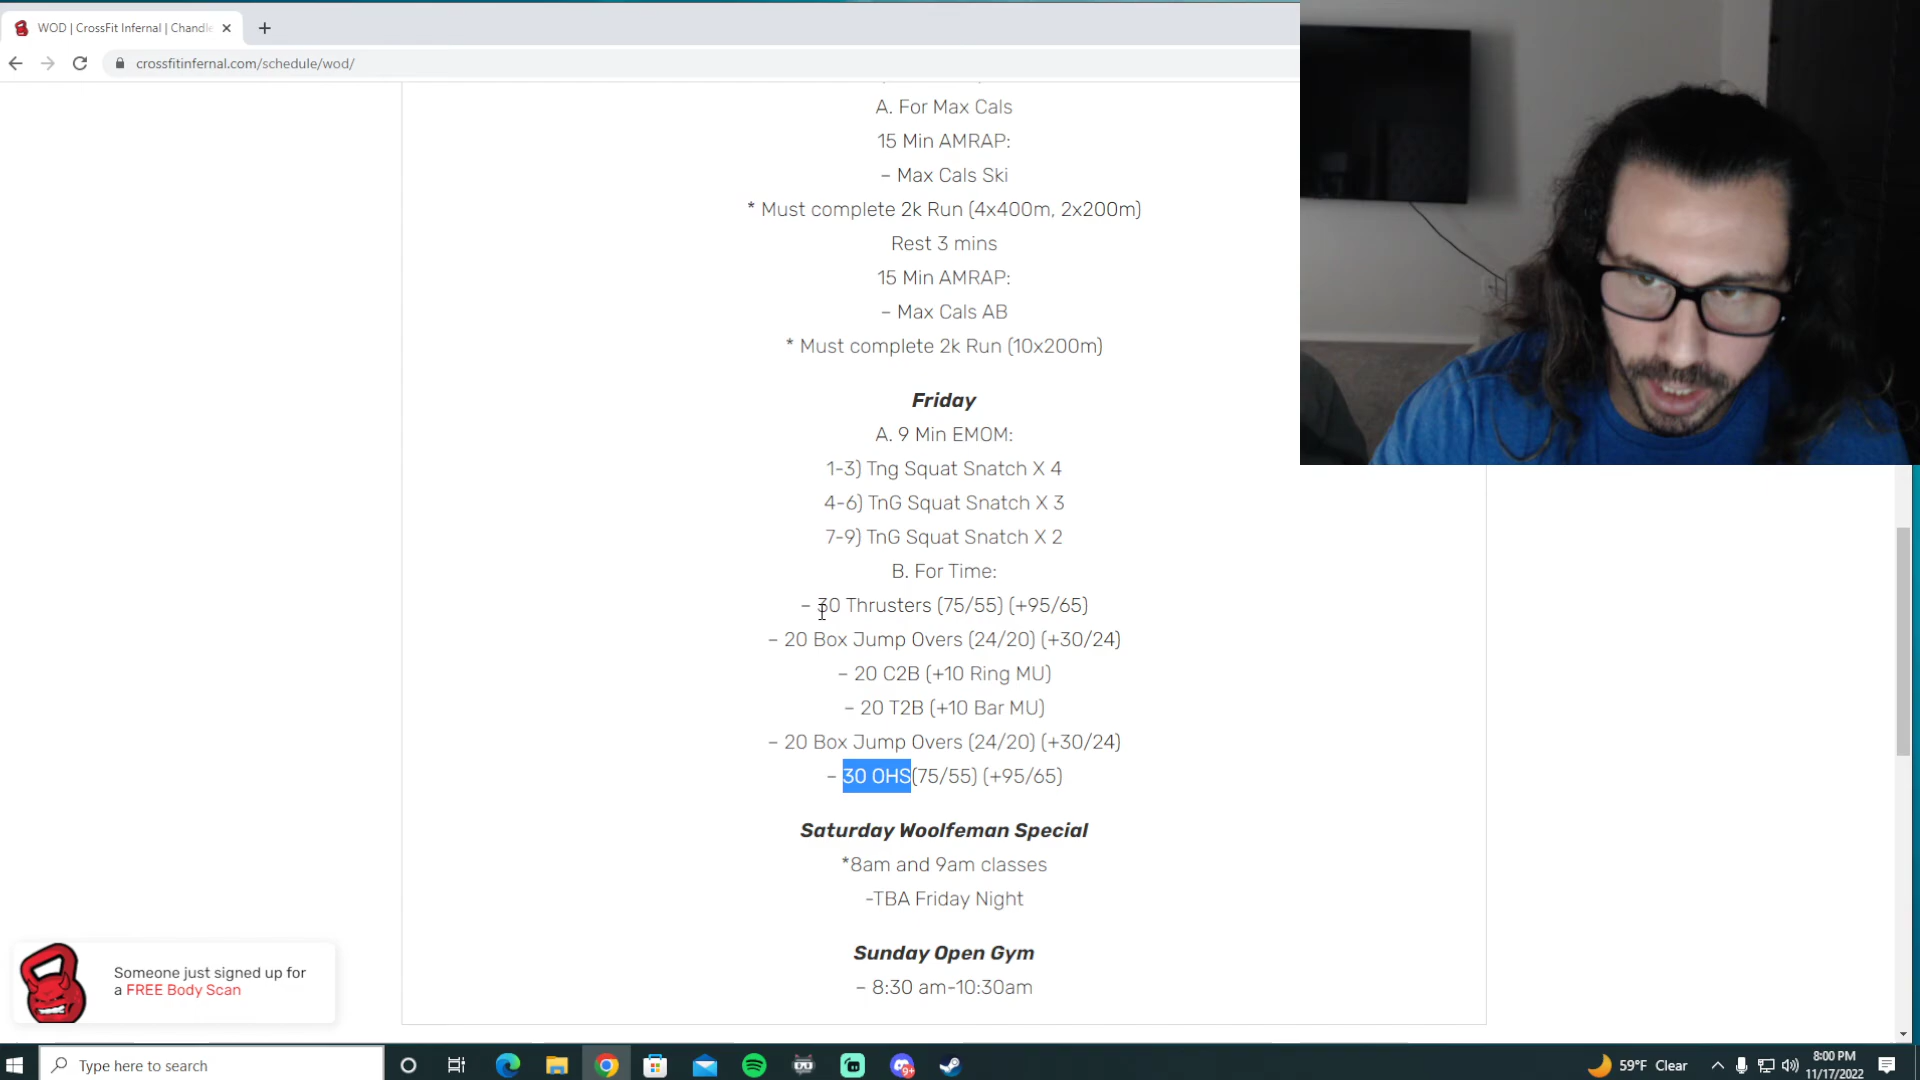 WOD | CrossFit Infernal | Chandle
crossfitinfernal.com/schedule/wod/
A. For Max Cals
15 Min AMRAP:
– Max Cals Ski
* Must complete 2k Run (4x400m, 2x200m)
Rest 3 mins
15 Min AMRAP:
– Max Cals AB
* Must complete 2k Run (10x200m)
Friday
A. 9 Min EMOM:
1-3) Tng Squat Snatch X 4
4-6) TnG Squat Snatch X 3
7-9) TnG Squat Snatch X 2
B. For Time:
– 30 Thrusters (75/55) (+95/65)
– 20 Box Jump Overs (24/20) (+30/24)
– 20 C2B (+10 Ring MU)
– 20 T2B (+10 Bar MU)
– 20 Box Jump Overs (24/20) (+30/24)
– 30 OHS(75/55) (+95/65)
Saturday Woolfeman Special
*8am and 9am classes
-TBA Friday Night
Sunday Open Gym
– 8:30 am-10:30am
Someone just signed up for
a FREE Body Scan
Type here to search
9+
59°F Clear
8:00 PM
11/17/2022